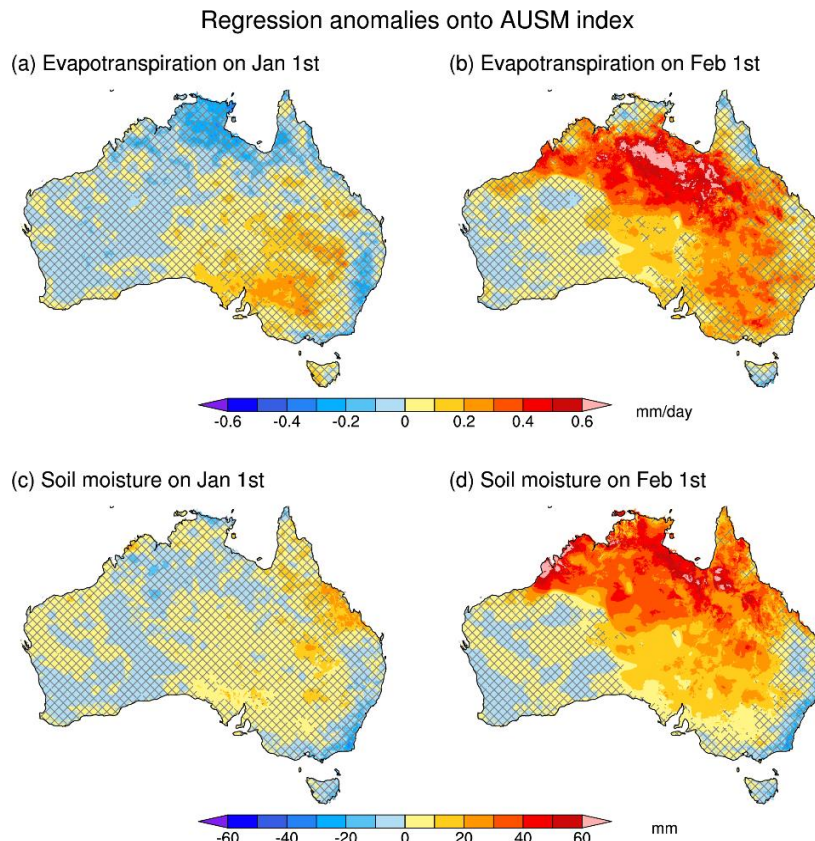 Regression anomalies onto AUSM index
(a) Evapotranspiration on Jan 1st
(b) Evapotranspiration on Feb 1st
-0.6 -0.4 -0.2 0 0.2 0.4 0.6 mm/day
(c) Soil moisture on Jan 1st
(d) Soil moisture on Feb 1st
-60 -40 -20 0 20 40 60 mm